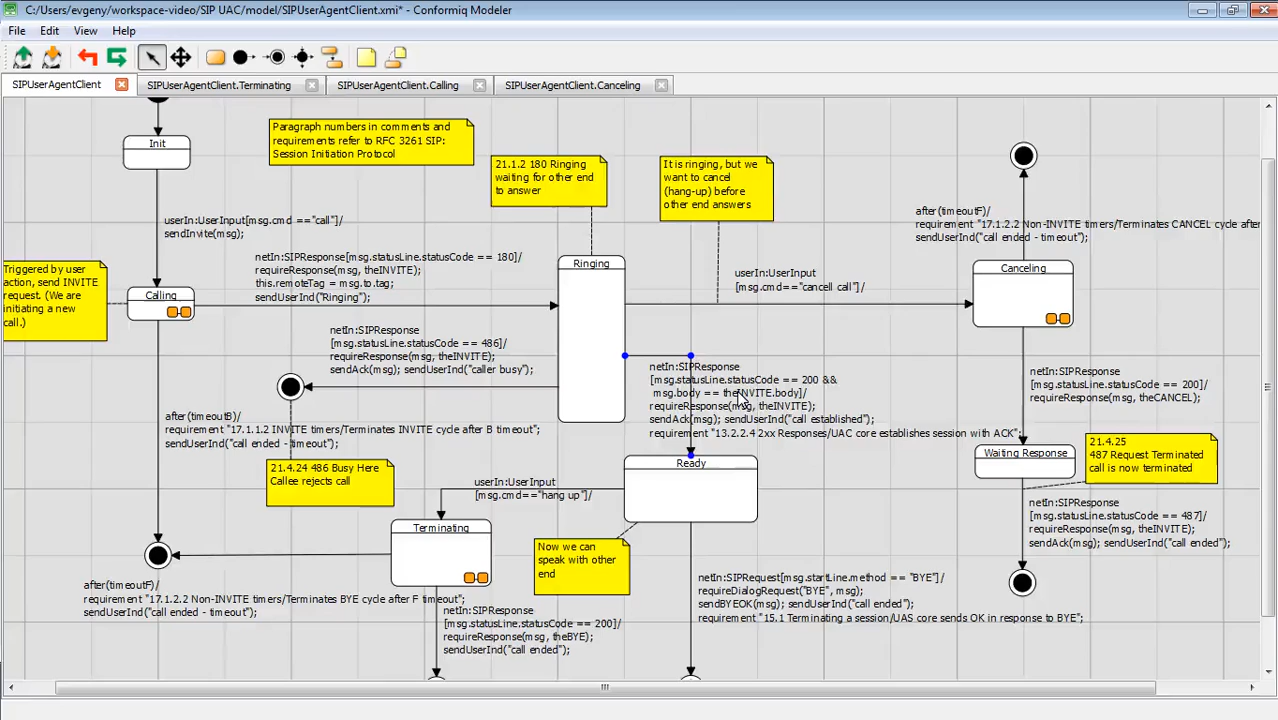 C:/Users/evgeny/workspace-video/SIP UAC/model/SIPUserAgentClient.xmi* - Conformiq Modeler
File Edit View Help
SIPUserAgentClient
SIPUserAgentClient.Terminating
SIPUserAgentClient.Calling
SIPUserAgentClient.Canceling
Init
Paragraph numbers in comments and
requirements refer to RFC 3261 SIP:
Session Initiation Protocol
21.1.2 180 Ringing
waiting for other end
to answer
It is ringing, but we
want to cancel
(hang-up) before
other end answers
userIn:UserInput[msg.cmd =="call"]/
sendInvite(msg);
after(timeoutF)/
requirement "17.1.2.2 Non-INVITE timers/Terminates CANCEL cycle after
sendUserInd("call ended - timeout");
netIn:SIPResponse[msg.statusLine.statusCode == 180]/
requireResponse(msg, theINVITE);
this.remoteTag = msg.to.tag;
sendUserInd("Ringing");
Triggered by user
action, send INVITE
request. (We are
initiating a new
call.)
Calling
Ringing
userIn:UserInput
[msg.cmd=="cancell call"]/
Canceling
netIn:SIPResponse
[msg.statusLine.statusCode == 486]/
requireResponse(msg, theINVITE);
sendAck(msg); sendUserInd("caller busy");
netIn:SIPResponse
[msg.statusLine.statusCode == 200 &&
msg.body == theINVITE.body]/
requireResponse(msg, theINVITE);
sendAck(msg); sendUserInd("call established");
requirement "13.2.2.4 2xx Responses/UAC core establishes session with ACK";
netIn:SIPResponse
[msg.statusLine.statusCode == 200]/
requireResponse(msg, theCANCEL);
after(timeoutB)/
requirement "17.1.1.2 INVITE timers/Terminates INVITE cycle after B timeout";
sendUserInd("call ended - timeout");
21.4.24 486 Busy Here
Callee rejects call
Ready
Waiting Response
21.4.25
487 Request Terminated
call is now terminated
userIn:UserInput
[msg.cmd=="hang up"]/
Terminating
Now we can
speak with other
end
netIn:SIPResponse
[msg.statusLine.statusCode == 487]/
requireResponse(msg, theINVITE);
sendAck(msg); sendUserInd("call ended");
after(timeoutF)/
requirement "17.1.2.2 Non-INVITE timers/Terminates BYE cycle after F timeout";
sendUserInd("call ended - timeout");
netIn:SIPRequest[msg.startLine.method == "BYE"]/
requireDialogRequest("BYE", msg);
sendBYEOK(msg); sendUserInd("call ended");
requirement "15.1 Terminating a session/UAS core sends OK in response to BYE";
netIn:SIPResponse
[msg.statusLine.statusCode == 200]/
requireResponse(msg, theBYE);
sendUserInd("call ended");